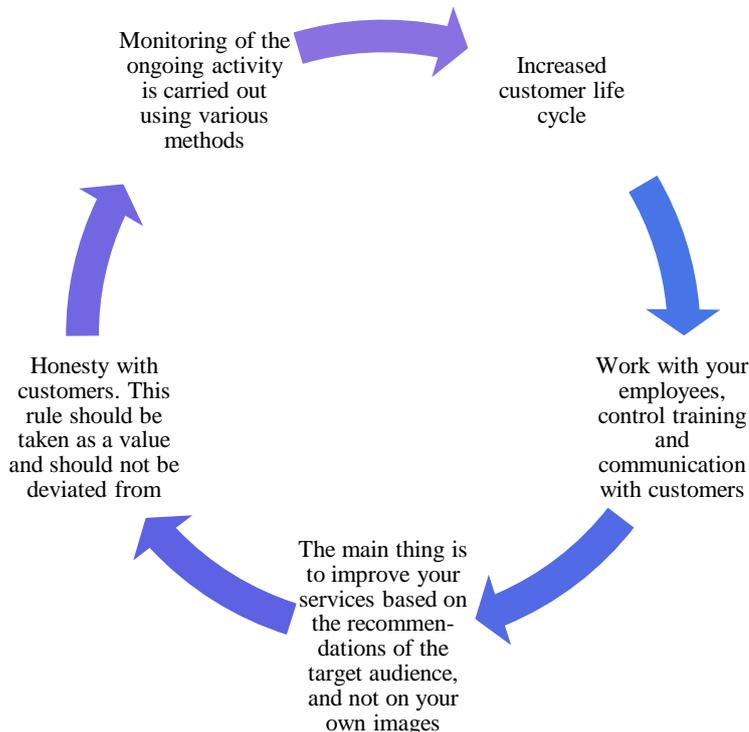 Monitoring of the
ongoing activity
is carried out
using various
methods
Increased
customer life
cycle
Work with your
employees,
control training
and
communication
with customers
The main thing is
to improve your
services based on
the recommen-
dations of the
target audience,
and not on your
own images
Honesty with
customers. This
rule should be
taken as a value
and should not be
deviated from